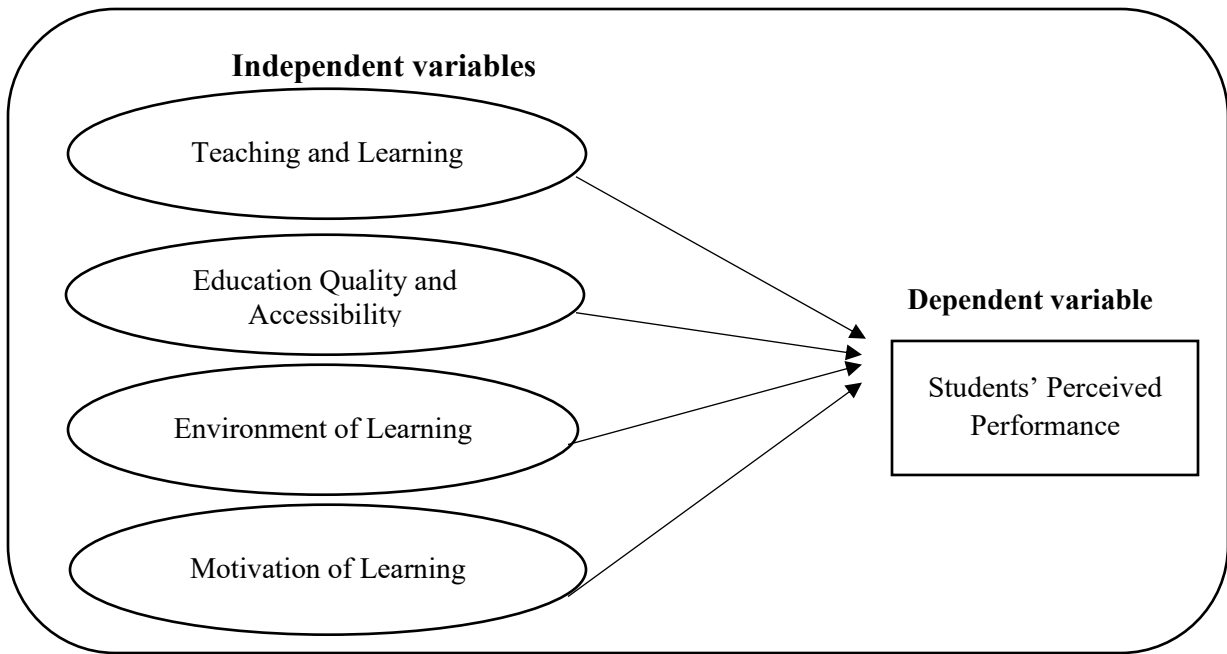 Independent variables
Teaching and Learning
Education Quality and
Accessibility
Environment of Learning
Motivation of Learning
Dependent variable
Students’ Perceived
Performance